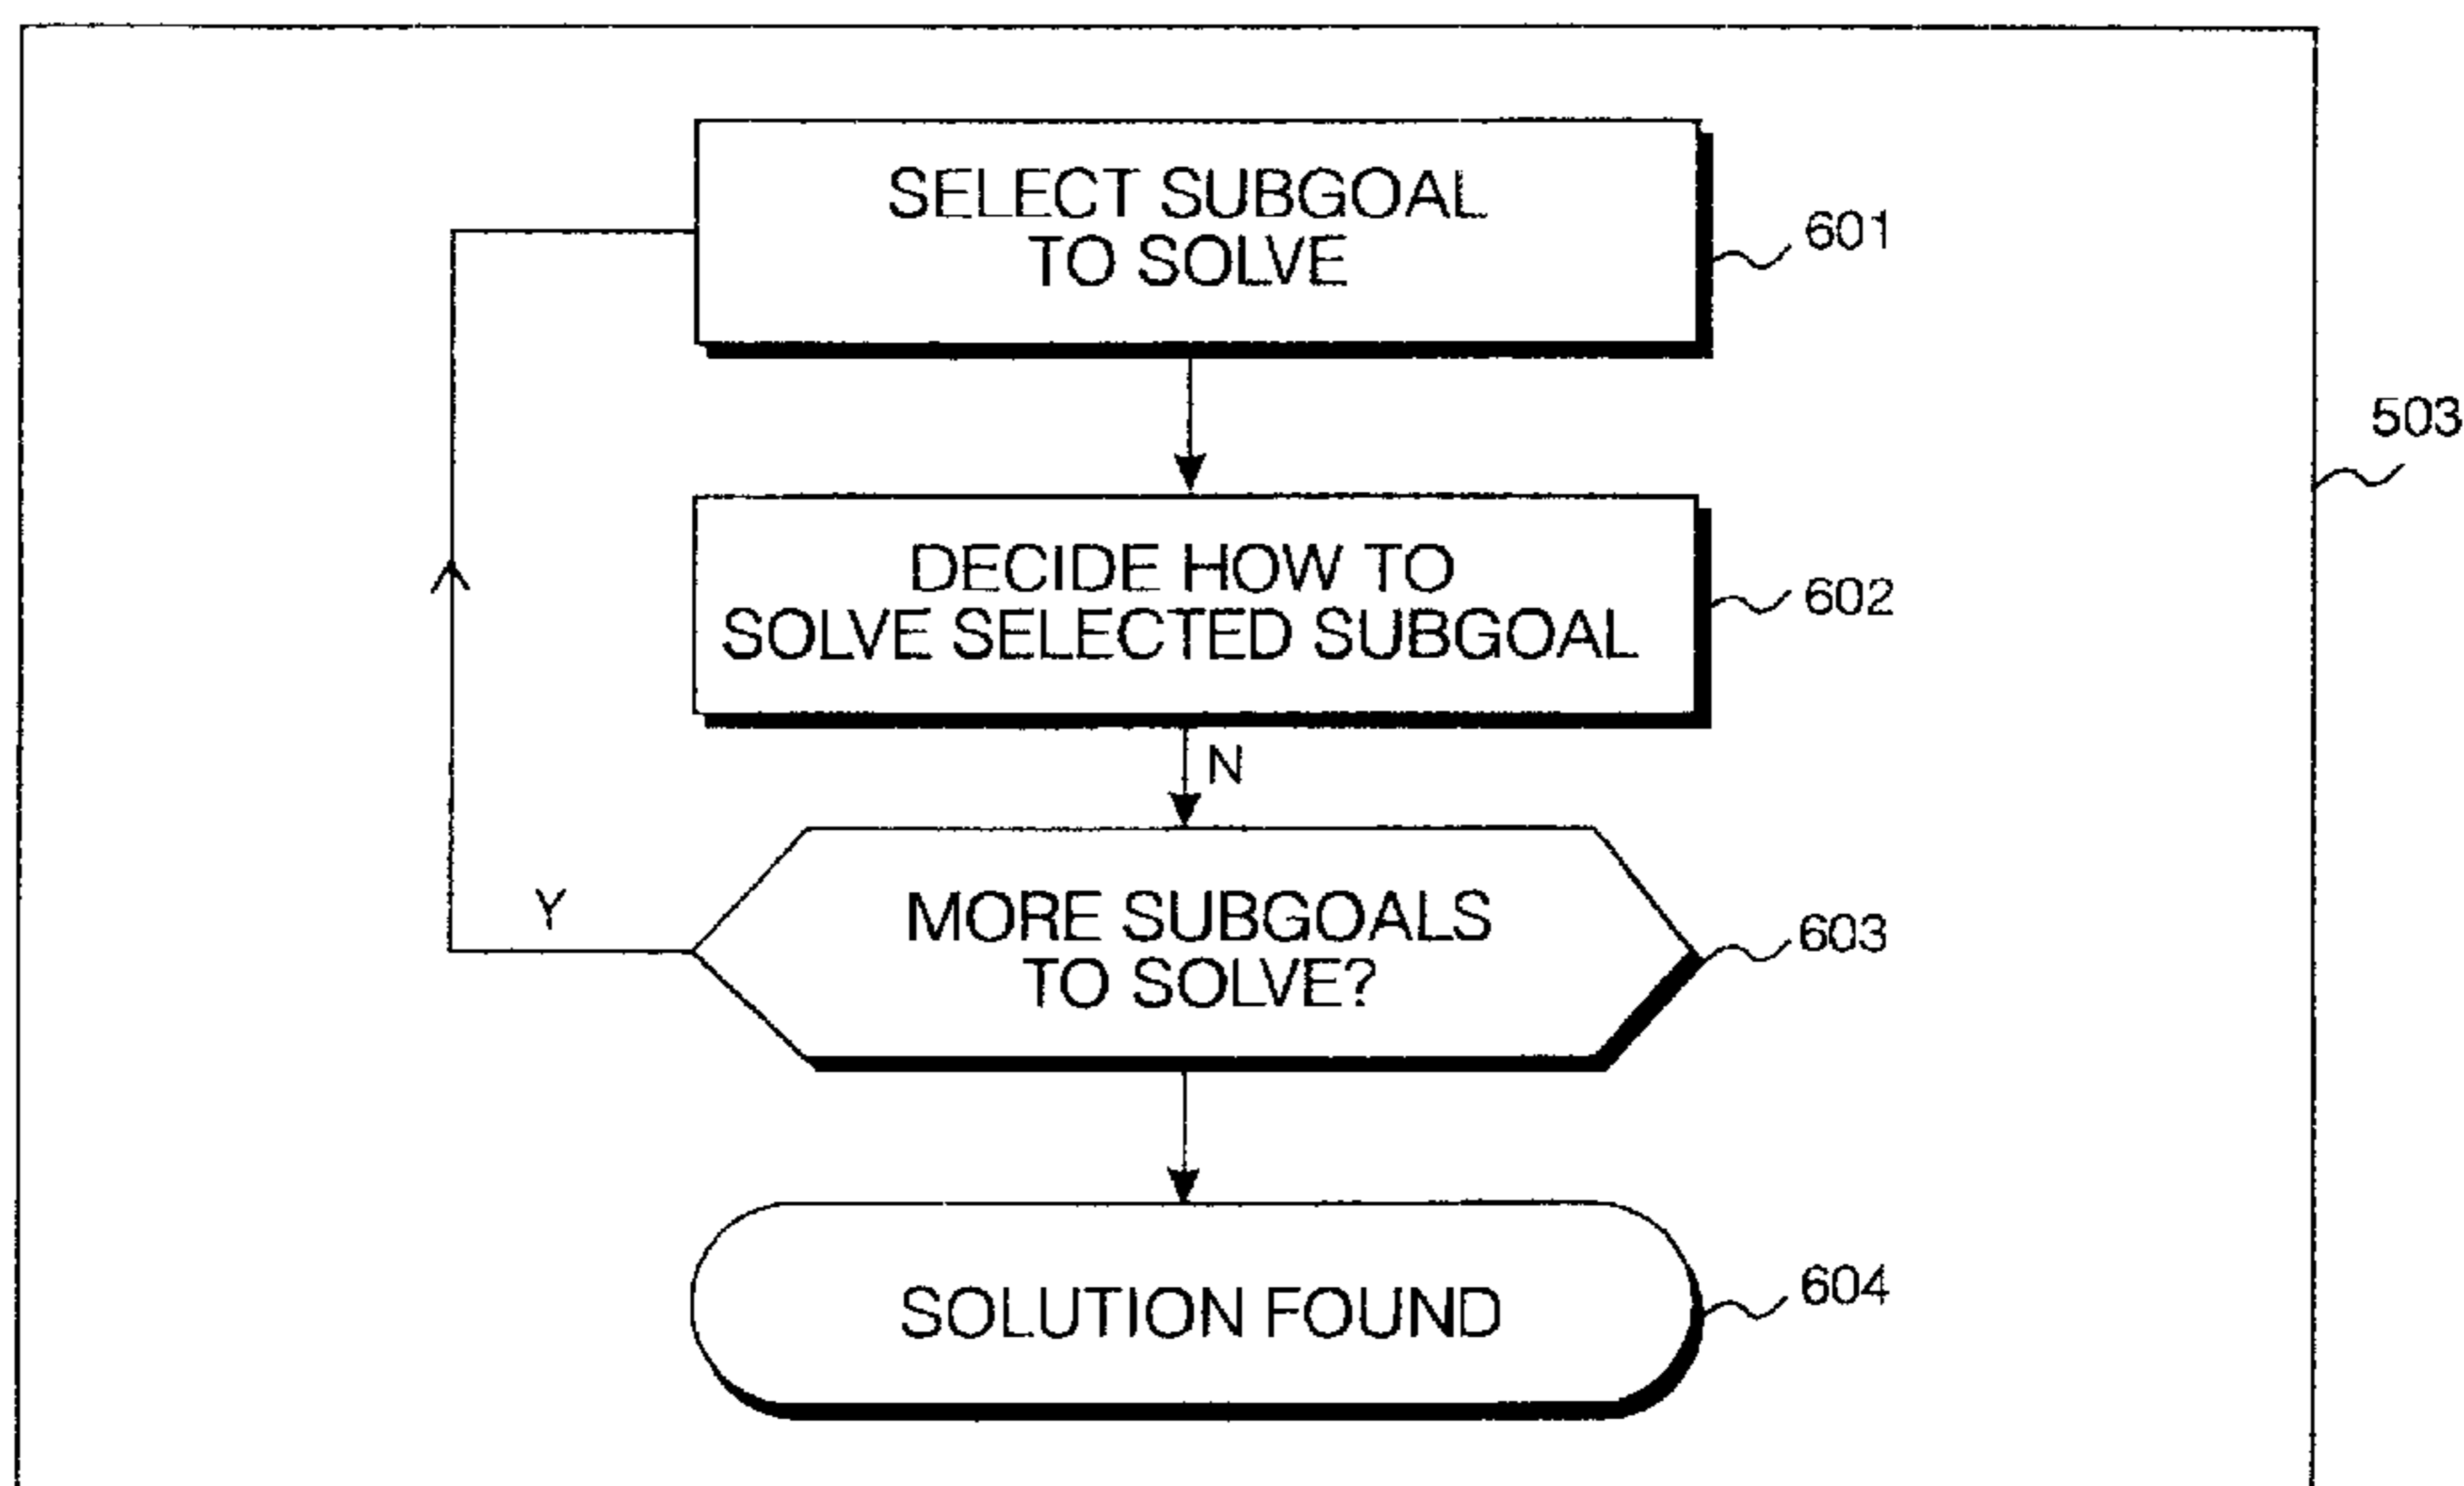 SELECT SUBGOAL
TO SOLVE
601
503
DECIDE HOW TO
SOLVE SELECTED SUBGOAL
602
N
Y
MORE SUBGOALS
TO SOLVE?
603
SOLUTION FOUND
604